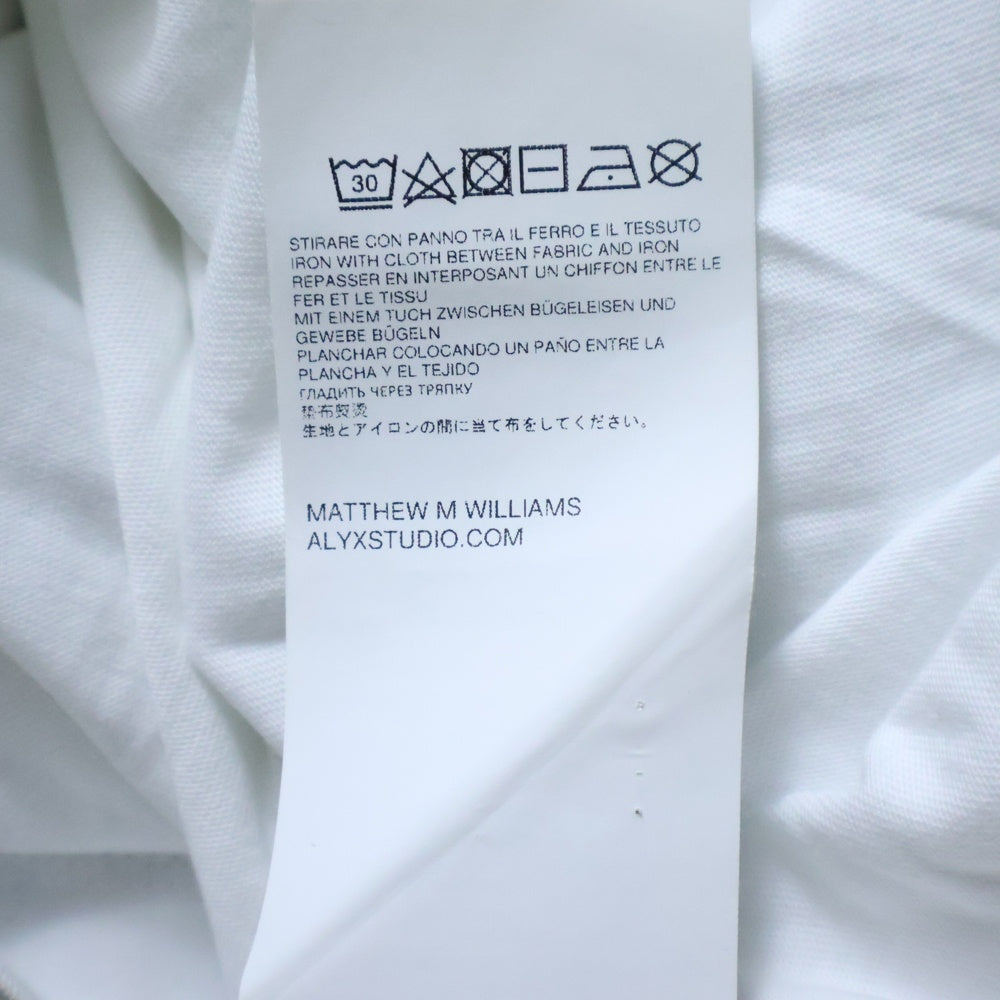 30
STIRARE CON PANNO TRA IL FERRO E IL TESSUTO
IRON WITH CLOTH BETWEEN FABRIC AND IRON
REPASSER EN INTERPOSANT UN CHIFFON ENTRE LE
FER ET LE TISSU
MIT EINEM TUCH ZWISCHEN BÜGELEISEN UND
GEWEBE BÜGELN
PLANCHAR COLOCANDO UN PAÑO ENTRE LA
PLANCHA Y EL TEJIDO
ГЛАДИТЬ ЧЕРЕЗ ТРЯПКУ
垫布熨烫
生地とアイロンの間に当て布をしてください。
MATTHEW M WILLIAMS
ALYXSTUDIO.COM